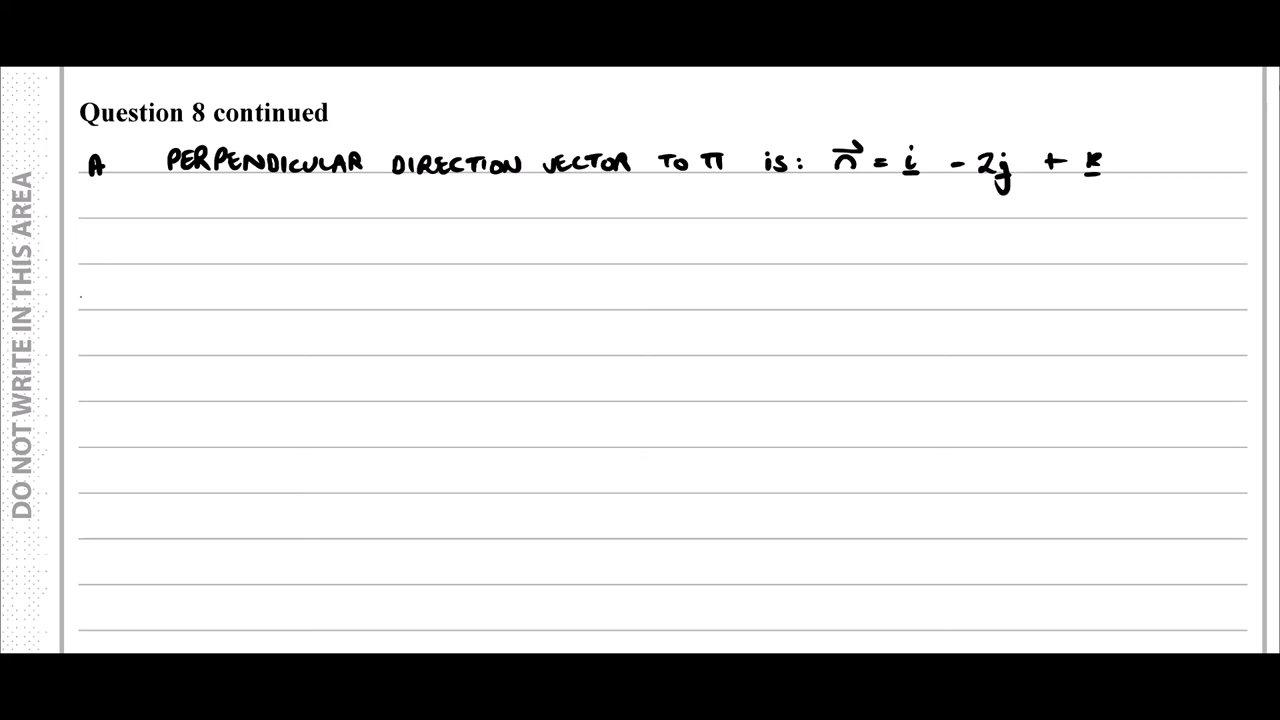 Question 8 continued
A PERPENDICULAR DIRECTION VECTOR TO π is: n⃗ = i - 2j + k
DO NOT WRITE IN THIS AREA